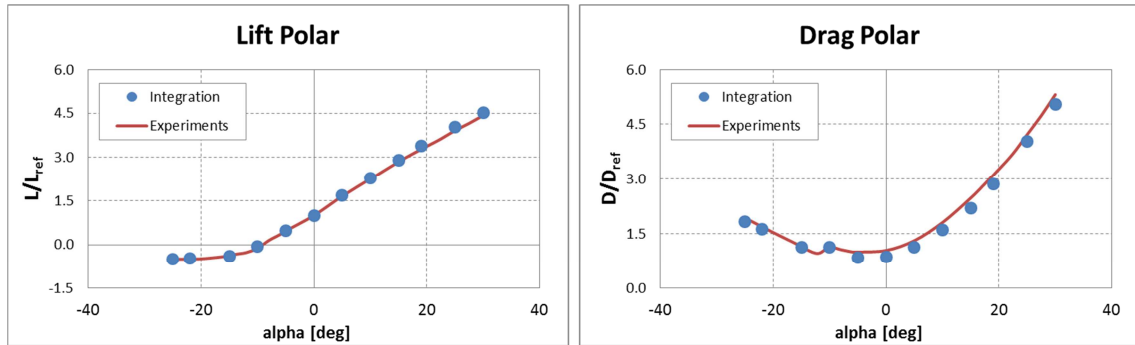 Lift Polar
6.0
4.5
3.0
1.5
0.0
-1.5
L/Lref
Integration
Experiments
-40
-20
0
20
40
alpha [deg]
Drag Polar
6.0
4.5
3.0
1.5
0.0
D/Dref
Integration
Experiments
-40
-20
0
20
40
alpha [deg]